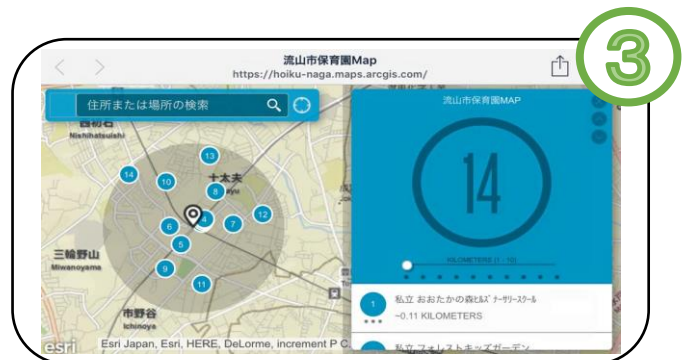 ③
流山市保育園Map
https://hoiku-naga.maps.arcgis.com/
住所または場所の検索
流山市保育園MAP
西初石
Nishihatsuishi
十太夫
三輪野山
Miwanoyama
市野谷
Ichinoya
13
14
10
8
12
4
7
6
5
9
11
14
KILOMETERS (1 - 10)
1
私立 おおたかの森ヒルズ ナーサリースクール
~0.11 KILOMETERS
私立 フォレストキッズガーデン
esri
Esri Japan, Esri, HERE, DeLorme, increment P C